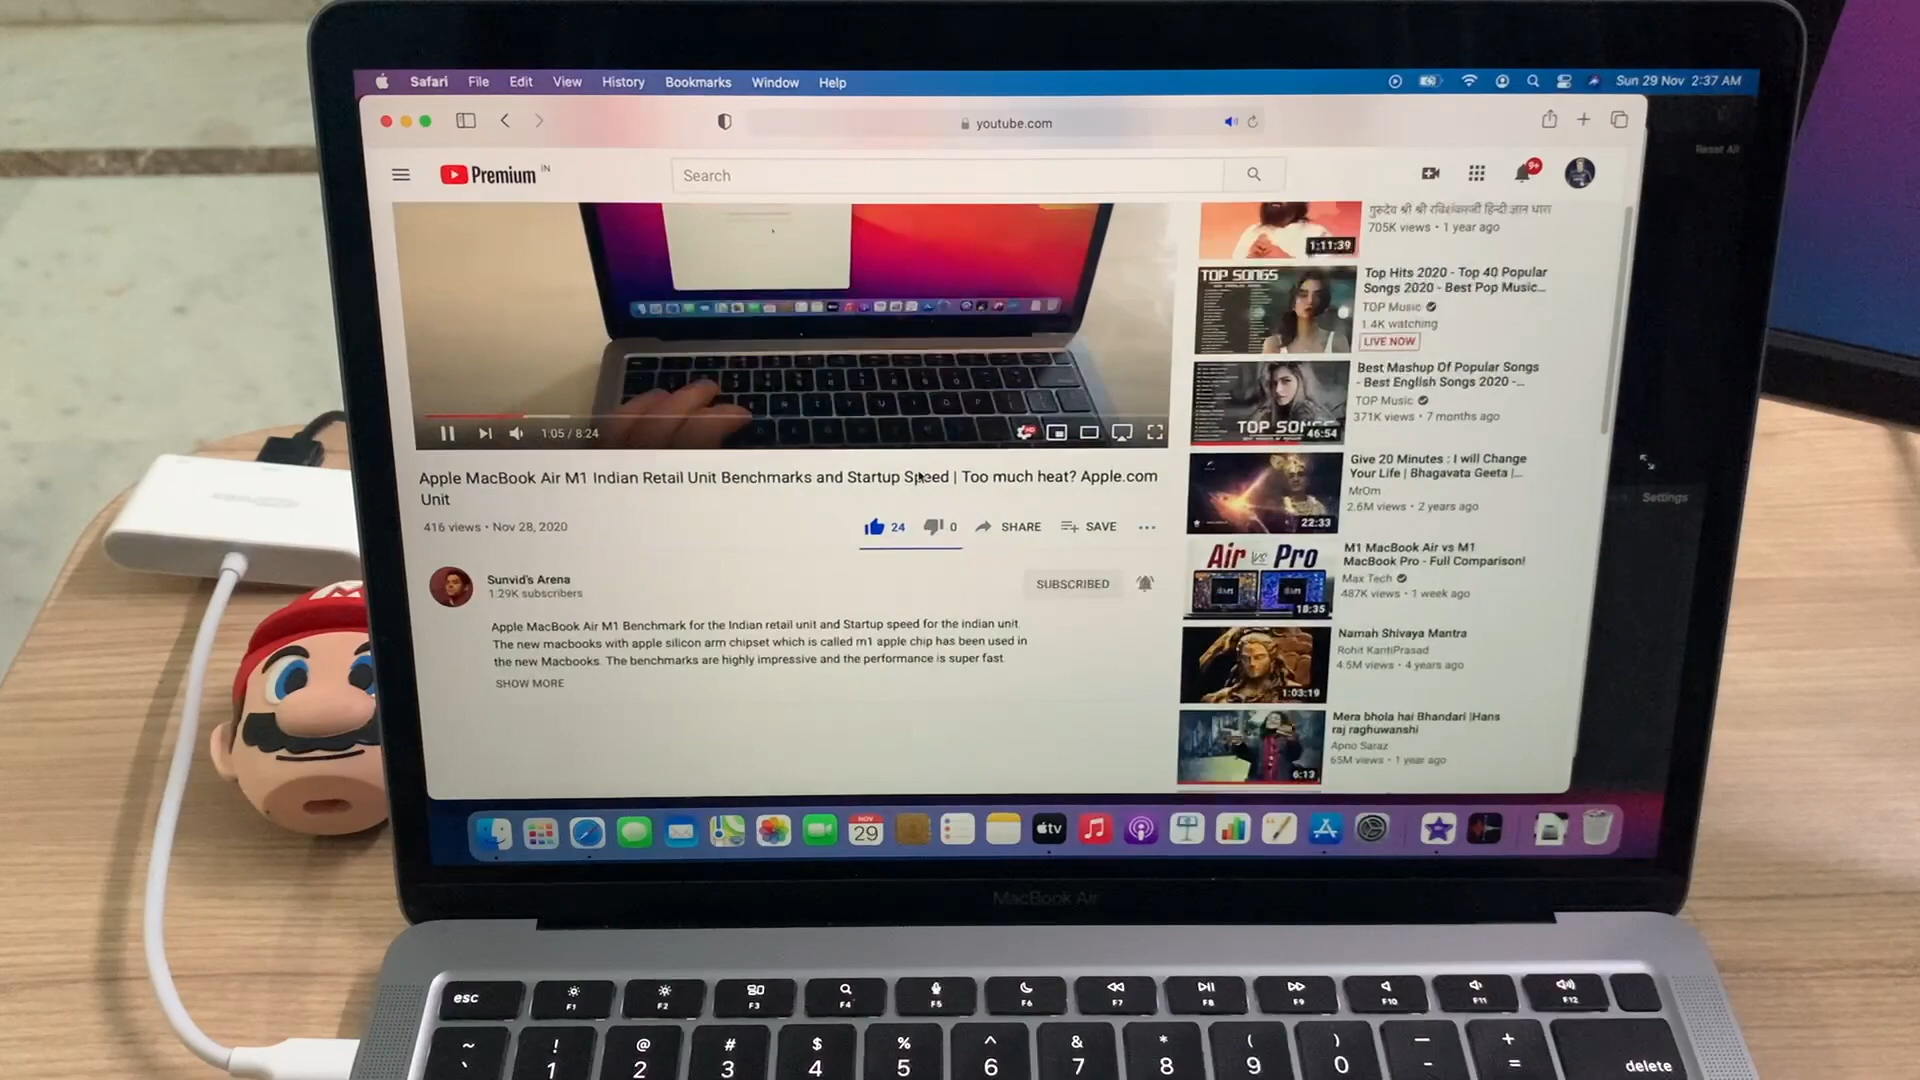 Safari File Edit View History Bookmarks Window Help Sun 29 Nov 2:37 AM
youtube.com
Reset All
Premium IN
Search
9+
गुरुदेव श्री श्री रविशंकरजी हिन्दी ज्ञान धारा
705K views • 1 year ago
1:11:39
TOP SONGS
Top Hits 2020 - Top 40 Popular
Songs 2020 - Best Pop Music...
TOP Music
1.4K watching
LIVE NOW
Best Mashup Of Popular Songs
- Best English Songs 2020 -...
TOP Music
371K views • 7 months ago
46:54
1:05 / 8:24
HD
Apple MacBook Air M1 Indian Retail Unit Benchmarks and Startup Speed | Too much heat? Apple.com
Unit
416 views • Nov 28, 2020
24 0 SHARE SAVE
Give 20 Minutes : I will Change
Your Life | Bhagavata Geeta |...
MrOm
2.6M views • 2 years ago
22:33
Settings
Sunvid's Arena
1.29K subscribers
SUBSCRIBED
Air vs Pro
M1 MacBook Air vs M1
MacBook Pro - Full Comparison!
Max Tech
487K views • 1 week ago
18:35
Apple MacBook Air M1 Benchmark for the Indian retail unit and Startup speed for the indian unit.
The new macbooks with apple silicon arm chipset which is called m1 apple chip has been used in
the new Macbooks. The benchmarks are highly impressive and the performance is super fast.
SHOW MORE
Namah Shivaya Mantra
Rohit KantiPrasad
4.5M views • 4 years ago
1:03:19
Mera bhola hai Bhandari |Hans
raj raghuwanshi
Apno Saraz
65M views • 1 year ago
6:13
NOV
29
tv
MacBook Air
M
esc F1 F2 F3 F4 F5 F6 F7 F8 F9 F10 F11 F12
~ ! @ # $ % ^ & * ( ) — +
` 1 2 3 4 5 6 7 8 9 0 - = delete